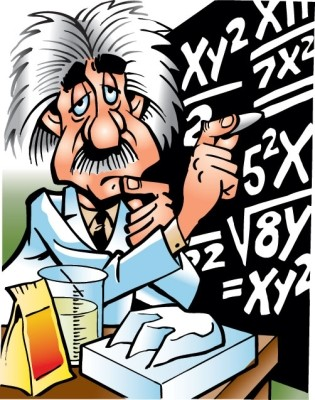 Xy²
2
7X²
=
5²X
√8y
= Xy²